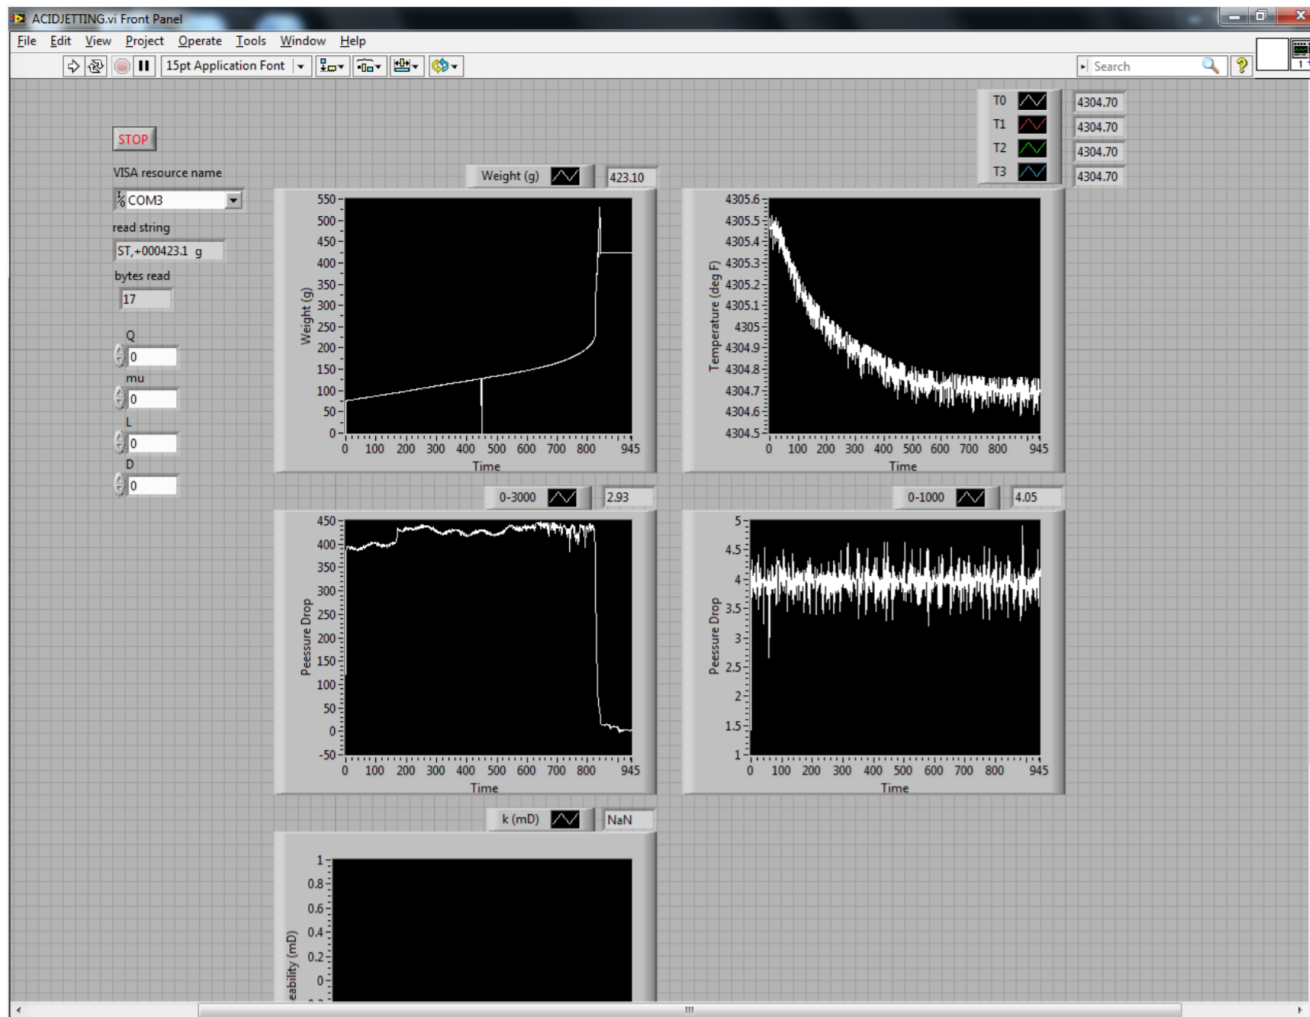 ACIDJETTING.vi Front Panel
File Edit View Project Operate Tools Window Help
15pt Application Font
Search
T0 4304.70
T1 4304.70
T2 4304.70
T3 4304.70
STOP
VISA resource name
COM3
read string
ST,+000423.1 g
bytes read
17
Q
0
mu
0
L
0
D
0
Weight (g) 423.10
550
500
450
400
350
300
250
200
150
100
50
0
Weight (g)
0 100 200 300 400 500 600 700 800 945
Time
4305.6
4305.5
4305.4
4305.3
4305.2
4305.1
4305
4304.9
4304.8
4304.7
4304.6
4304.5
Temperature (deg F)
0 100 200 300 400 500 600 700 800 945
Time
0-3000 2.93
450
400
350
300
250
200
150
100
50
0
-50
Peessure Drop
0 100 200 300 400 500 600 700 800 945
Time
0-1000 4.05
5
4.5
4
3.5
3
2.5
2
1.5
1
Peessure Drop
0 100 200 300 400 500 600 700 800 945
Time
k (mD) NaN
1
0.8
0.6
0.4
0.2
0
eability (mD)